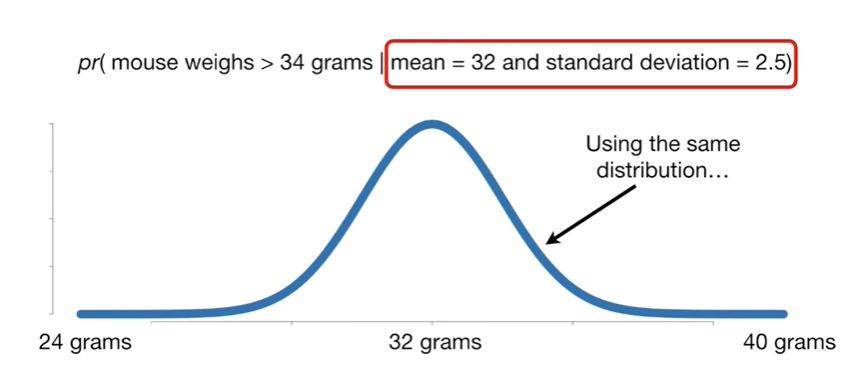 pr( mouse weighs > 34 grams | mean = 32 and standard deviation = 2.5)
Using the same
distribution…
24 grams
32 grams
40 grams